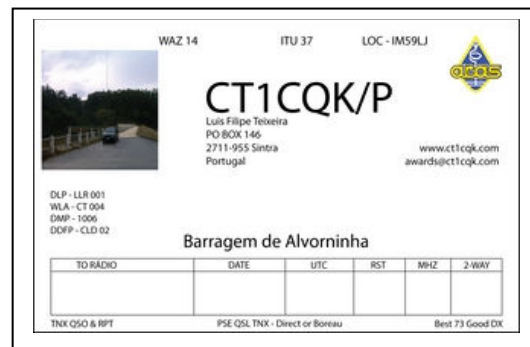 WAZ 14 ITU 37 LOC - IM59LJ
acas
CT1CQK/P
Luis Filipe Teixeira
PO BOX 146
2711-955 Sintra
Portugal
www.ct1cqk.com
awards@ct1cqk.com
DLP - LLR 001
WLA - CT 004
DMP - 1006
DDFP - CLD 02
Barragem de Alvorninha
TO RÁDIO DATE UTC RST MHZ 2-WAY
TNX QSO & RPT PSE QSL TNX - Direct or Boreau Best 73 Good DX